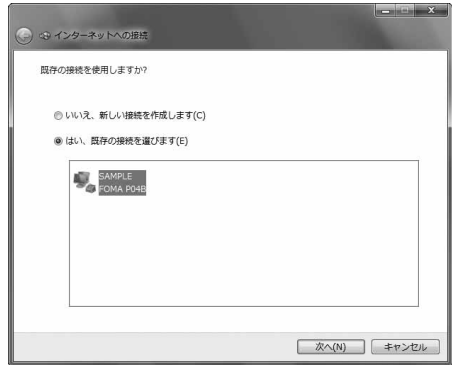 インターネットへの接続
既存の接続を使用しますか?
いいえ、新しい接続を作成します(C)
はい、既存の接続を選びます(E)
SAMPLE
FOMA P04B
次へ(N)
キャンセル